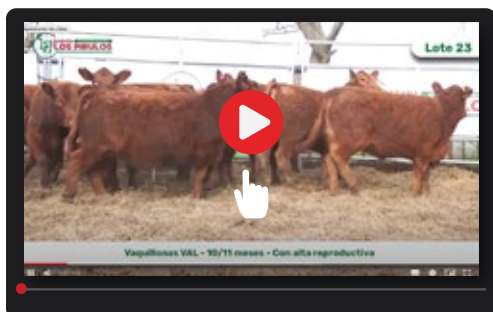 LOS PIRULOS
Lote 23
Vaquillonas VAL - 10/11 meses - Con alta reproductiva